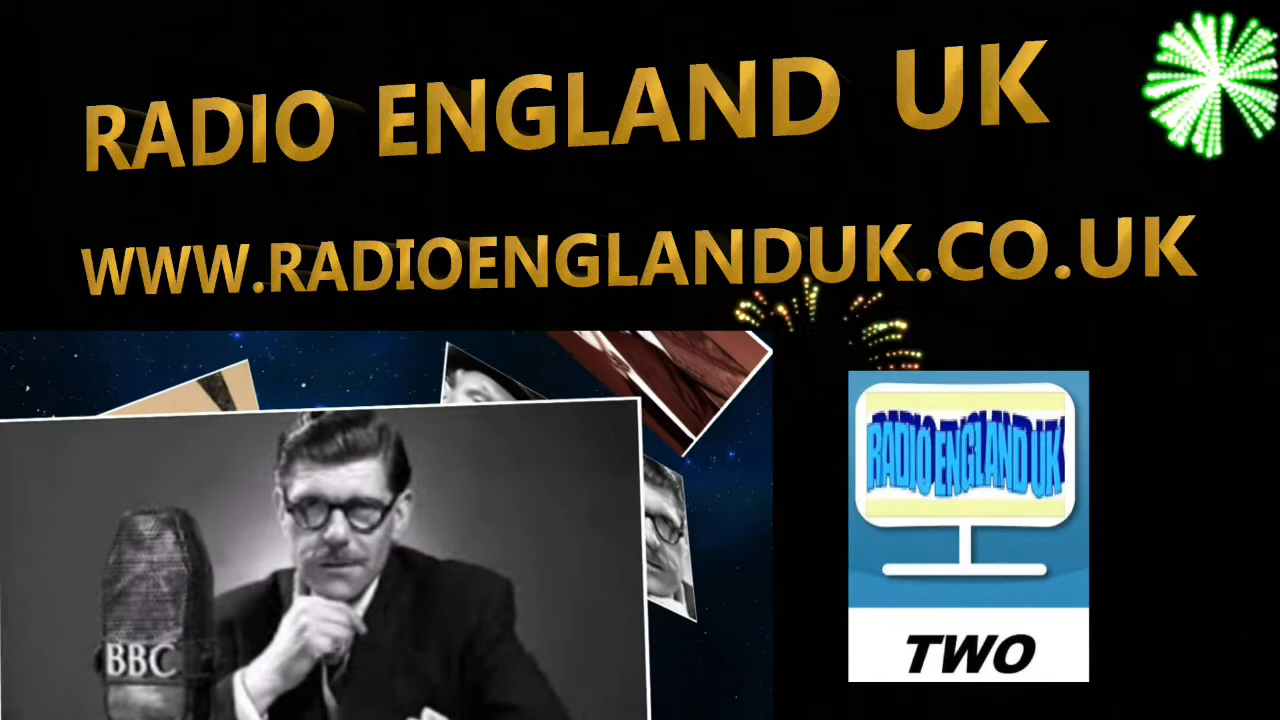 RADIO ENGLAND UK
WWW.RADIOENGLANDUK.CO.UK
RADIO ENGLAND UK
BBC
TWO